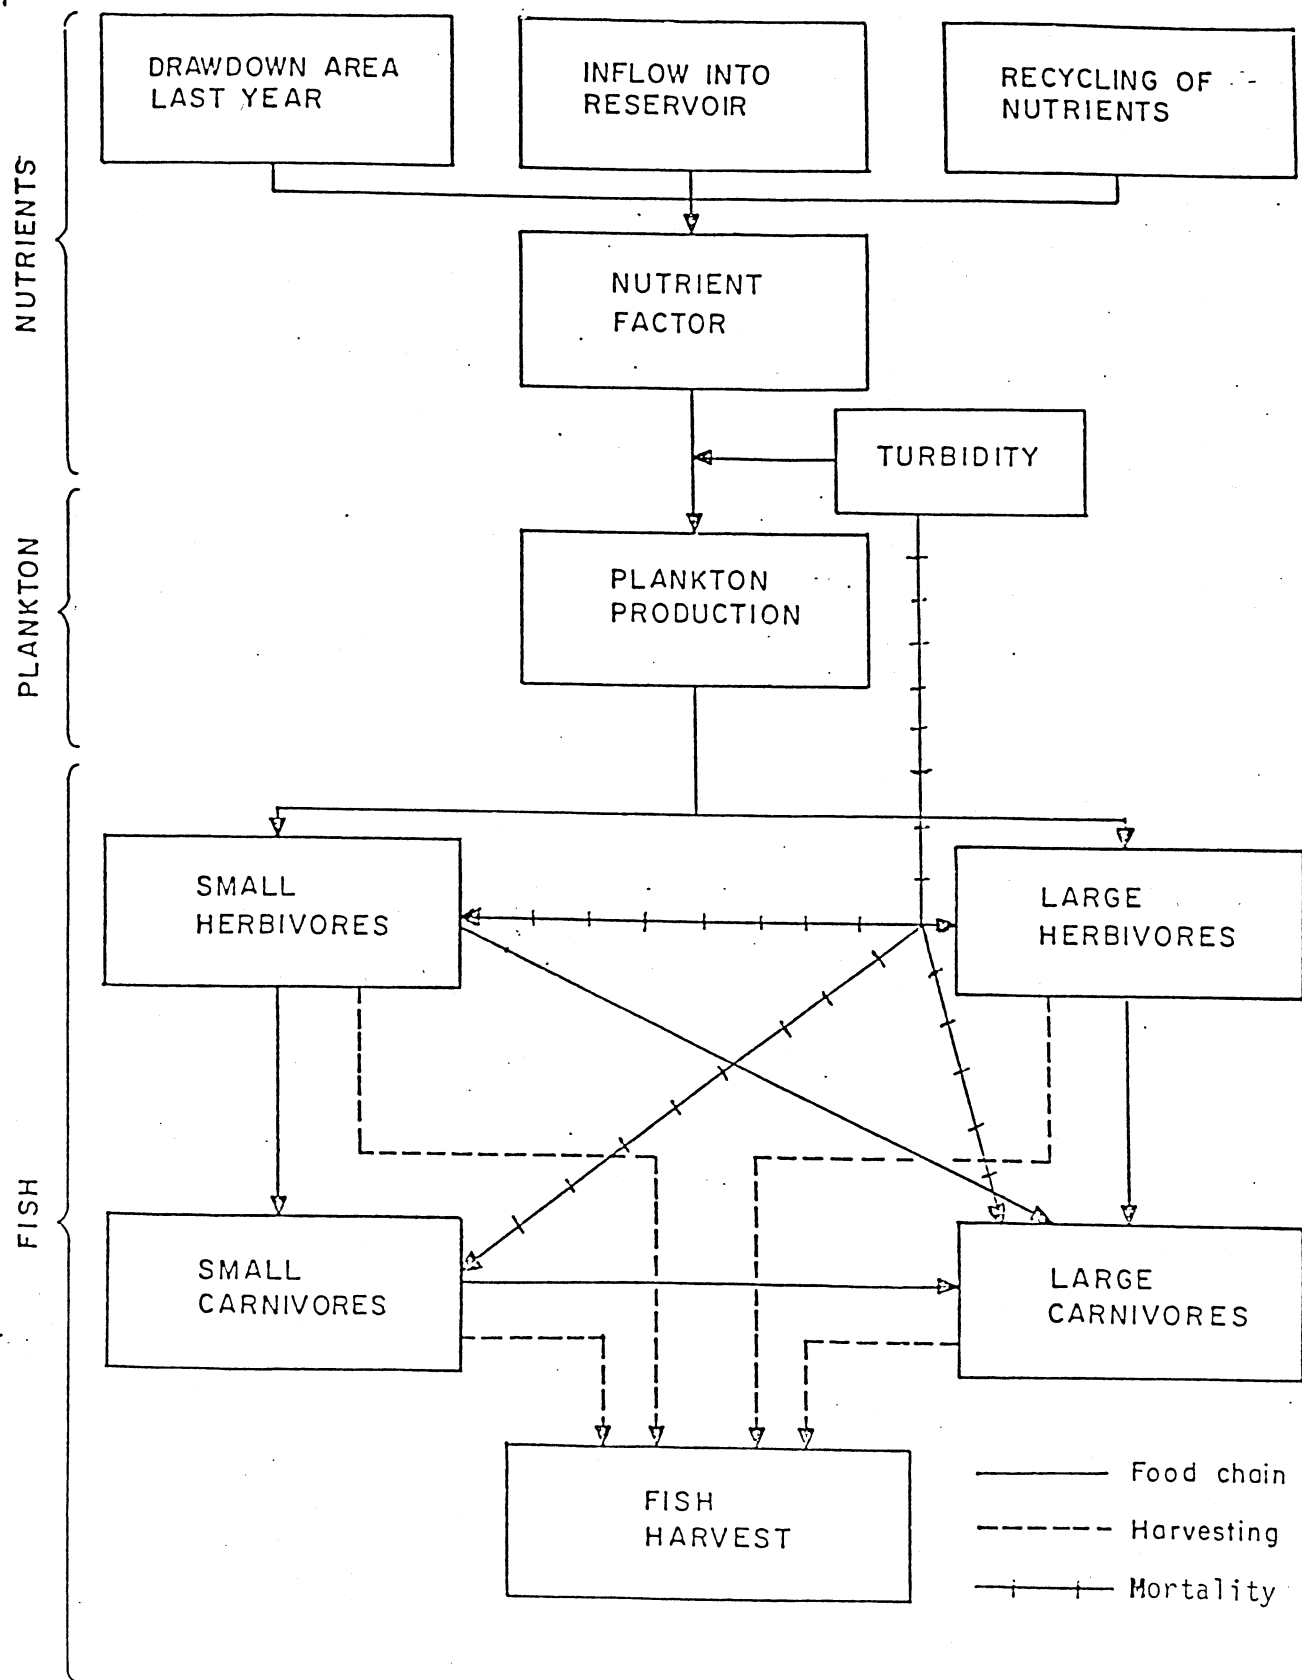 DRAWDOWN AREA
LAST YEAR
INFLOW INTO
RESERVOIR
RECYCLING OF
NUTRIENTS
NUTRIENTS
NUTRIENT
FACTOR
TURBIDITY
PLANKTON
PLANKTON
PRODUCTION
SMALL
HERBIVORES
LARGE
HERBIVORES
FISH
SMALL
CARNIVORES
LARGE
CARNIVORES
FISH
HARVEST
Food chain
Harvesting
Mortality